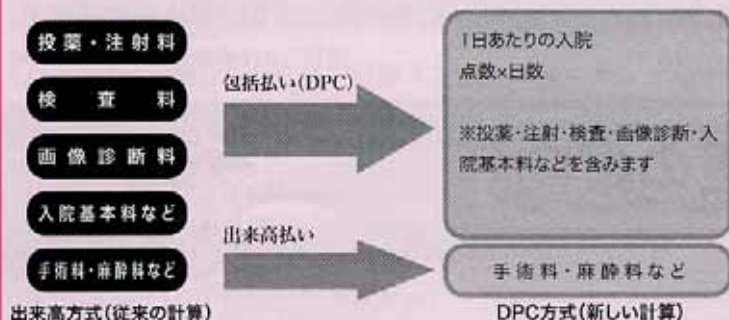 投薬・注射料
検査料
画像診断料
入院基本料など
手術料・麻酔料など
出来高方式(従来の計算)
包括払い(DPC)
出来高払い
1日あたりの入院
点数×日数
※投薬・注射・検査・画像診断・入
院基本料などを含みます
手術料・麻酔料など
DPC方式(新しい計算)